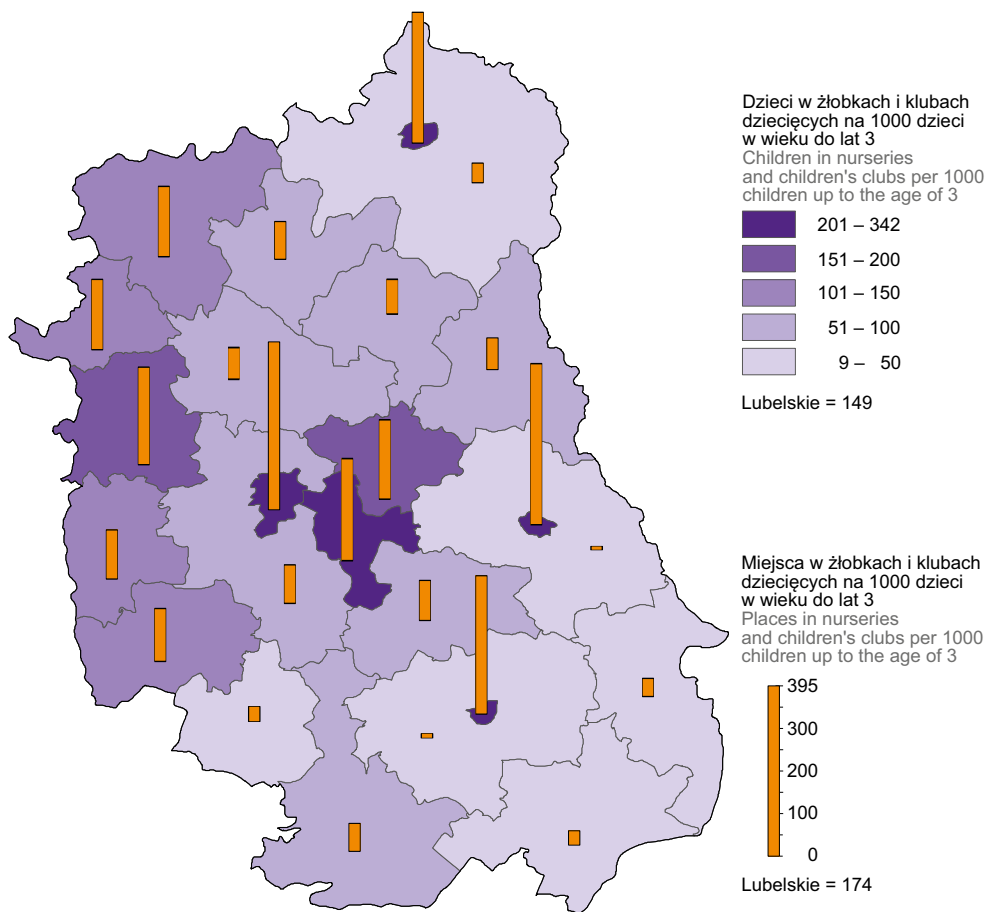 Dzieci w żłobkach i klubach
dziecięcych na 1000 dzieci
w wieku do lat 3
Children in nurseries
and children's clubs per 1000
children up to the age of 3
201 – 342
151 – 200
101 – 150
51 – 100
9 – 50
Lubelskie = 149
Miejsca w żłobkach i klubach
dziecięcych na 1000 dzieci
w wieku do lat 3
Places in nurseries
and children's clubs per 1000
children up to the age of 3
395
300
200
100
0
Lubelskie = 174